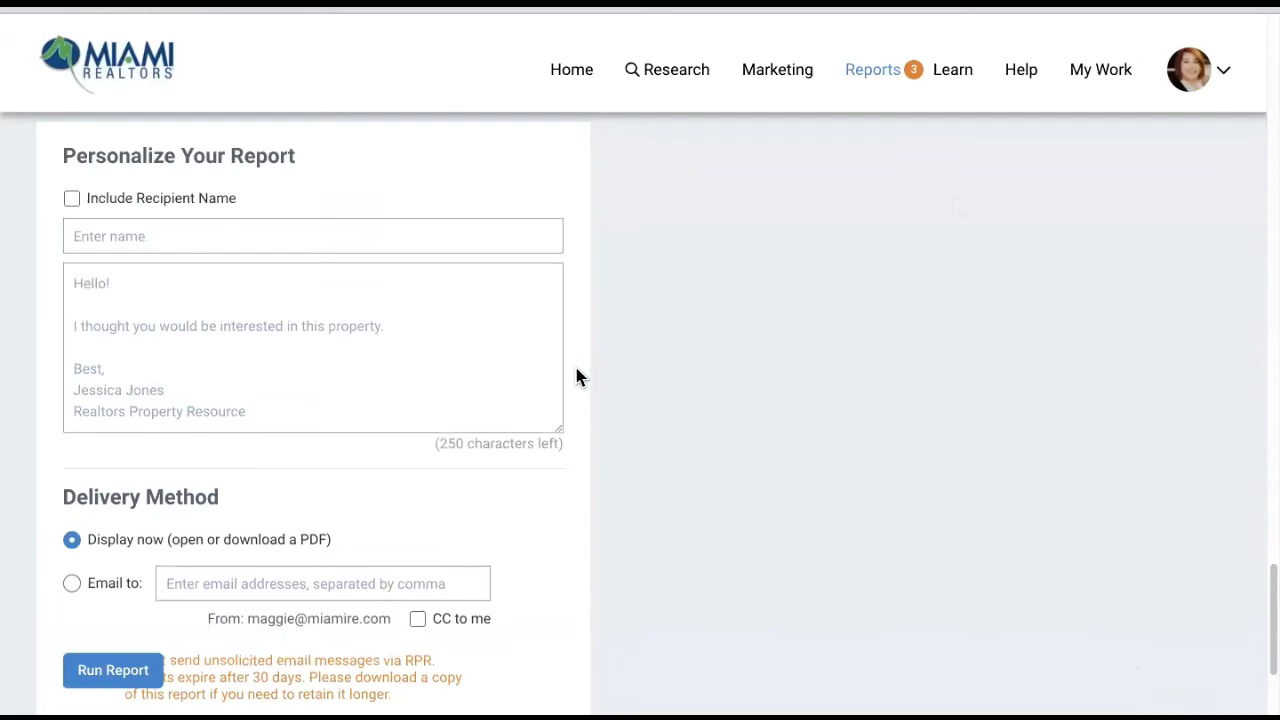 MIAMI
REALTORS
Home Research Marketing Reports 3 Learn Help My Work
Personalize Your Report
Include Recipient Name
Enter name
Hello!
I thought you would be interested in this property.
Best,
Jessica Jones
Realtors Property Resource
(250 characters left)
Delivery Method
Display now (open or download a PDF)
Email to: Enter email addresses, separated by comma
From: maggie@miamire.com CC to me
Run Report
send unsolicited email messages via RPR.
expire after 30 days. Please download a copy
of this report if you need to retain it longer.